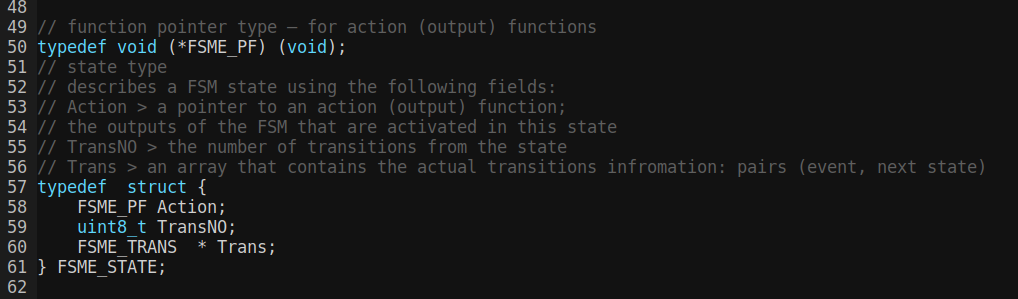 48
49 // function pointer type – for action (output) functions
50 typedef void (*FSME_PF) (void);
51 // state type
52 // describes a FSM state using the following fields:
53 // Action > a pointer to an action (output) function;
54 // the outputs of the FSM that are activated in this state
55 // TransNO > the number of transitions from the state
56 // Trans > an array that contains the actual transitions infromation: pairs (event, next state)
57 typedef  struct {
58     FSME_PF Action;
59     uint8_t TransNO;
60     FSME_TRANS  * Trans;
61 } FSME_STATE;
62